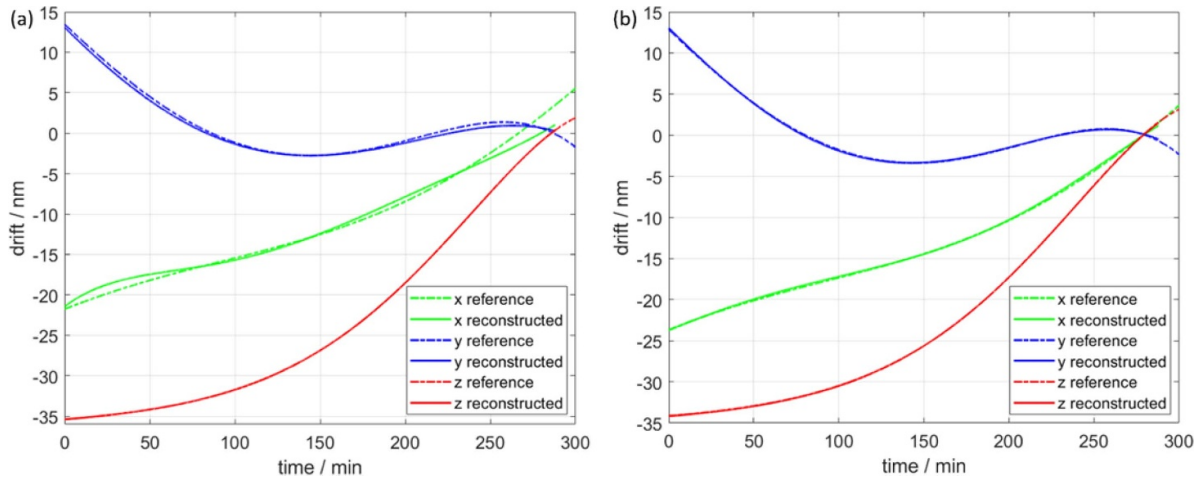 (a)
15
10
5
0
-5
-10
-15
-20
-25
-30
-35
drift / nm
0 50 100 150 200 250 300
time / min
x reference
x reconstructed
y reference
y reconstructed
z reference
z reconstructed
(b)
15
10
5
0
-5
-10
-15
-20
-25
-30
-35
drift / nm
0 50 100 150 200 250 300
time / min
x reference
x reconstructed
y reference
y reconstructed
z reference
z reconstructed